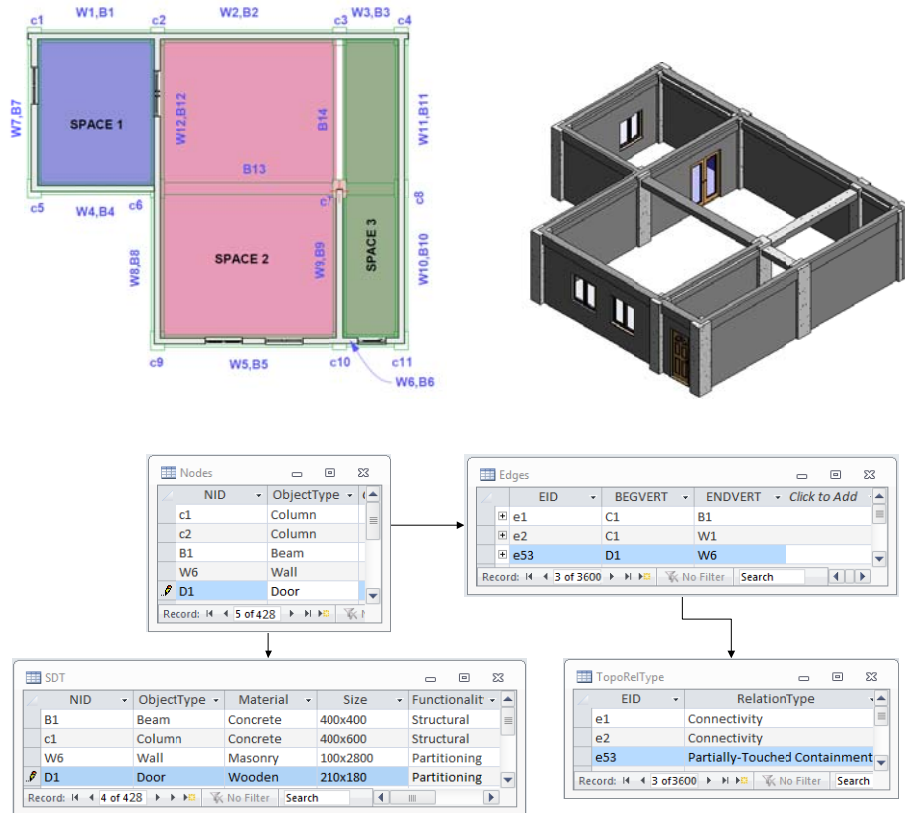 W1,B1 W2,B2 W3,B3
c1 c2 c3 c4
W7,B7
SPACE 1
W12,B12
B14
W11,B11
B13
c5 W4,B4 c6 c7 c8
W8,B8
SPACE 2
W9,B9
SPACE 3
W10,B10
c9 W5,B5 c10 c11
W6,B6
Nodes
NID ObjectType
c1 Column
c2 Column
B1 Beam
W6 Wall
D1 Door
Record: 5 of 428
Edges
EID BEGVERT ENDVERT Click to Add
e1 C1 B1
e2 C1 W1
e53 D1 W6
Record: 3 of 3600 No Filter Search
SDT
NID ObjectType Material Size Functionalit
B1 Beam Concrete 400x400 Structural
c1 Column Concrete 400x600 Structural
W6 Wall Masonry 100x2800 Partitioning
D1 Door Wooden 210x180 Partitioning
Record: 4 of 428 No Filter Search
TopoRelType
EID RelationType
e1 Connectivity
e2 Connectivity
e53 Partially-Touched Containment
Record: 3 of 3600 No Filter Search